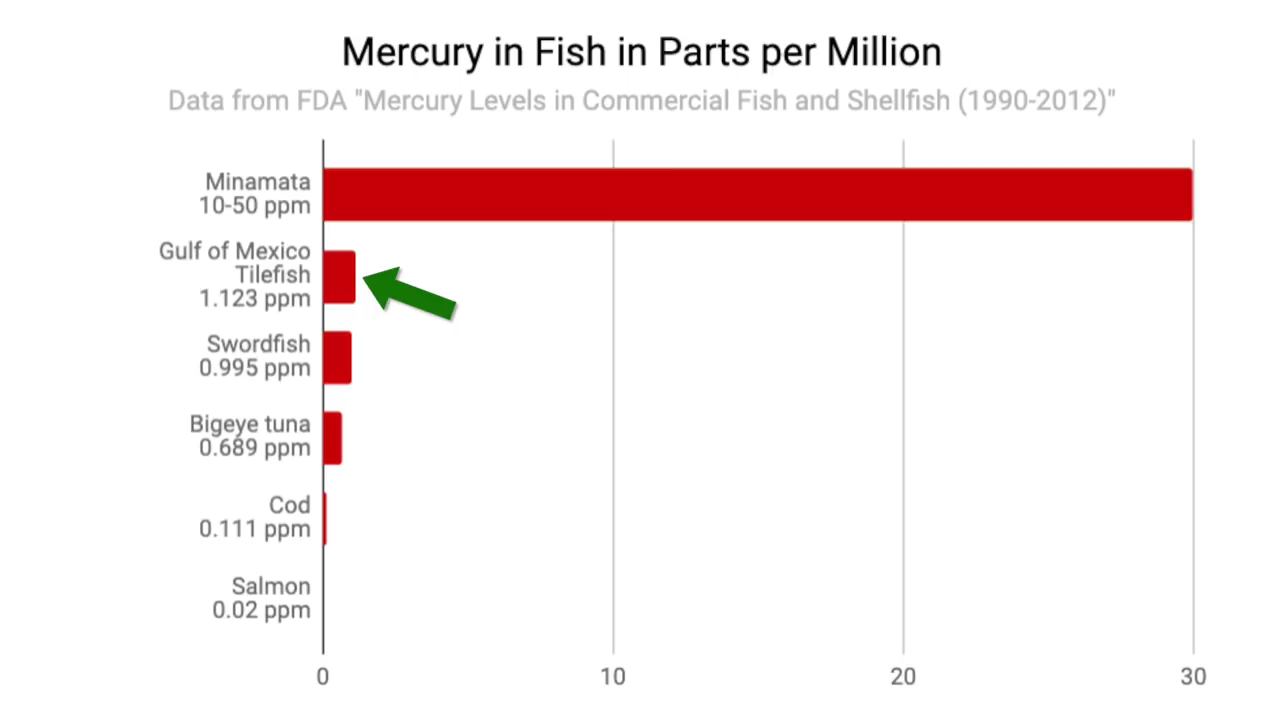 Mercury in Fish in Parts per Million
Data from FDA "Mercury Levels in Commercial Fish and Shellfish (1990-2012)"
Minamata
10-50 ppm
Gulf of Mexico
Tilefish
1.123 ppm
Swordfish
0.995 ppm
Bigeye tuna
0.689 ppm
Cod
0.111 ppm
Salmon
0.02 ppm
0 10 20 30